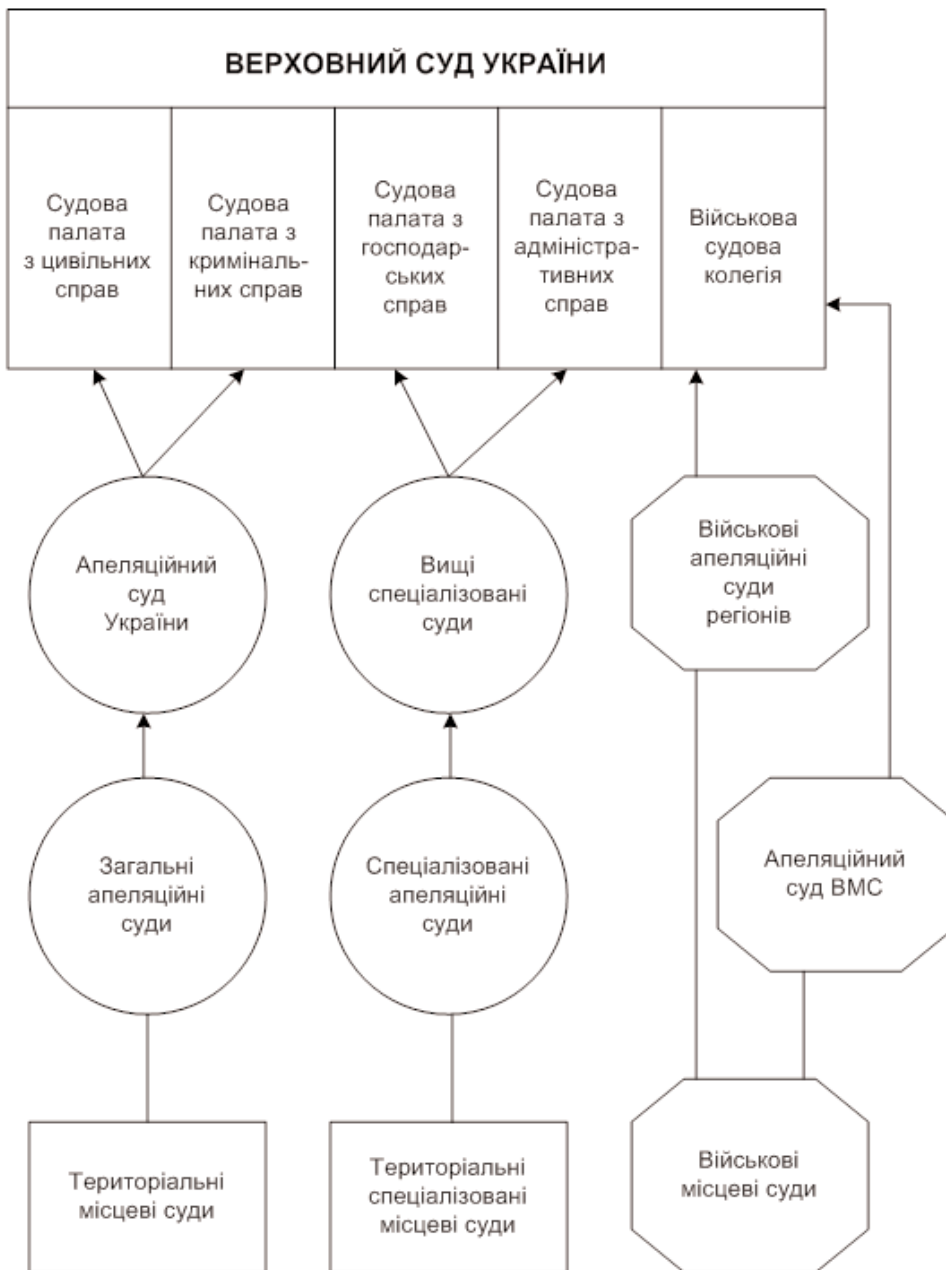 ВЕРХОВНИЙ СУД УКРАЇНИ
Судова
палата
з цивільних
справ
Судова
палата з
криміналь-
них справ
Судова
палата з
господар-
ських
справ
Судова
палата з
адміністра-
тивних
справ
Військова
судова
колегія
Апеляційний
суд
України
Вищі
спеціалізовані
суди
Військові
апеляційні
суди
регіонів
Загальні
апеляційні
суди
Спеціалізовані
апеляційні
суди
Апеляційний
суд ВМС
Територіальні
місцеві суди
Територіальні
спеціалізовані
місцеві суди
Військові
місцеві суди